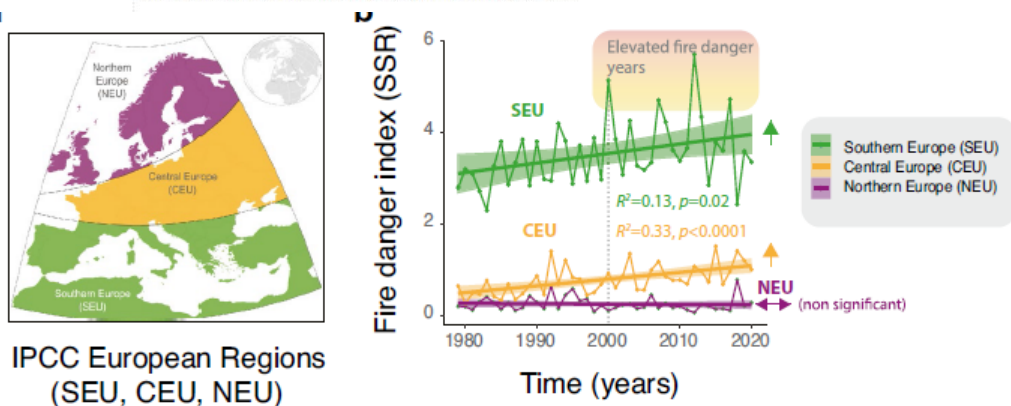 b
Northern
Europe
(NEU)
Central Europe
(CEU)
Southern Europe
(SEU)
IPCC European Regions
(SEU, CEU, NEU)
Fire danger index (SSR)
6
4
2
0
Elevated fire danger
years
SEU
R²=0.13, p=0.02
CEU
R²=0.33, p<0.0001
NEU
(non significant)
1980
1990
2000
2010
2020
Time (years)
Southern Europe (SEU)
Central Europe (CEU)
Northern Europe (NEU)